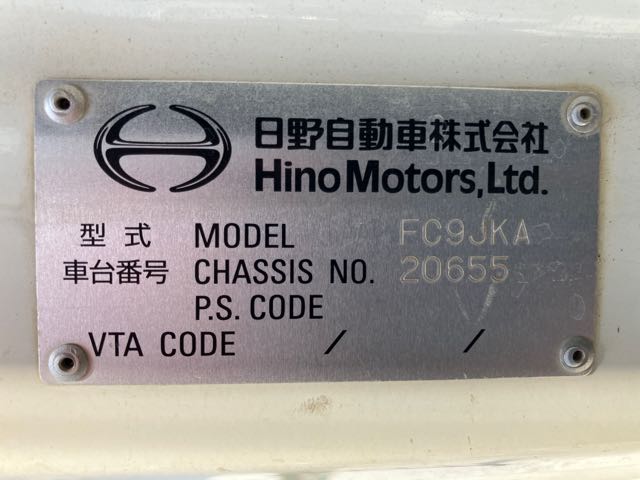 日野自動車株式会社
Hino Motors, Ltd.
型式 MODEL FC9JKA
車台番号 CHASSIS NO. 20655
P.S. CODE
VTA CODE / /